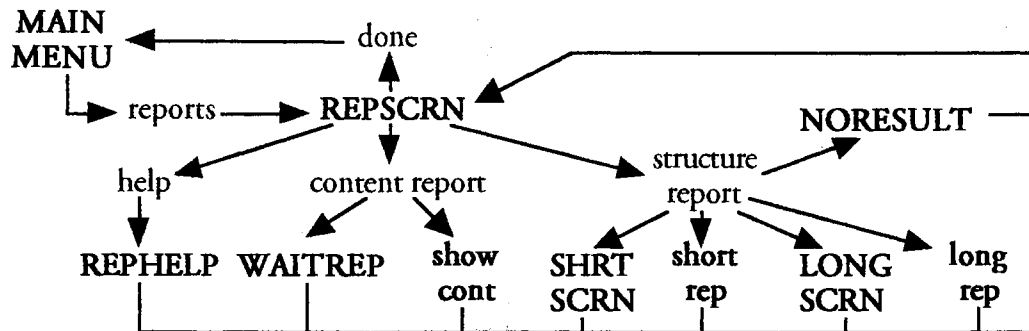 MAIN
MENU
done
reports
REPSCRN
NORESULT
help
content report
structure
report
REPHELP
WAITREP
show
cont
SHRT
SCRN
short
rep
LONG
SCRN
long
rep